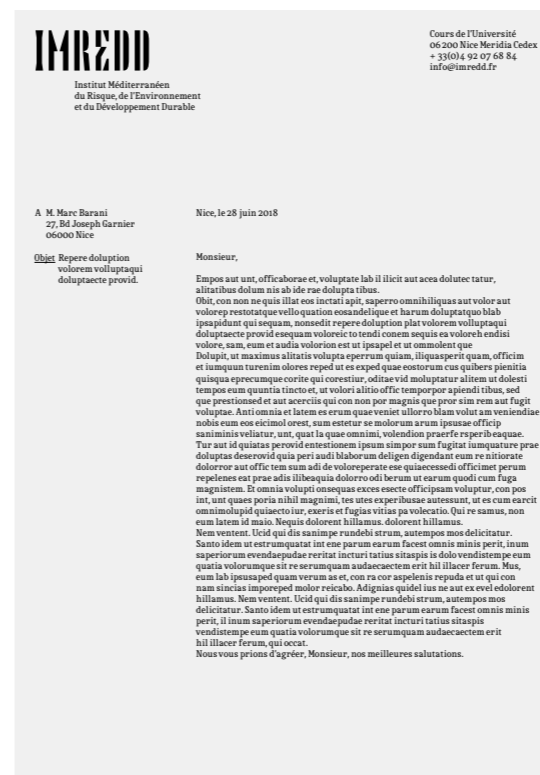 IMREDD
Institut Méditerranéen
du Risque, de l'Environnement
et du Développement Durable
Cours de l'Université
06200 Nice Meridia Cedex
+ 33(0)4 92 07 68 84
info@imredd.fr
A M. Marc Barani
27, Bd Joseph Garnier
06000 Nice
Nice, le 28 juin 2018
Objet Repere doluption
volorem volluptaqui
doluptaecte provid.
Monsieur,
Empos aut unt, officaborae et, voluptate lab il ilicit aut acea dolutec tatur,
alitatibus dolum nis ab ide rae dolupta tibus.
Obit, con non ne quis illat eos inctati apit, saperro omnihiliquas aut volor aut
volorep restotatque vello quation eosandelique et harum doluptatquo blab
ipsapidunt qui sequam, nonsedit repere doluption plat volorem volluptaqui
doluptaecte provid esequam voloreic to tendi conem sequis ea voloreh endisi
volore, sam, eum et audia volorion est ut ipsapel et ut ommolent que
Dolupit, ut maximus alitatis volupta eperrum quiam, iliquasperit quam, officim
et iumquun turenim olores reped ut es exped quae eostorum cus quibers pienitia
quisqua eprecumque corite qui corestiur, oditae vid moluptatur alitem ut dolesti
tempos eum quuntia tincto et, ut volori alitio offic temporpor apiendi tibus, sed
que prestionsed et aut acerciis qui con non por magnis que pror sim rem aut fugit
voluptae. Anti omnia et latem es erum quae veniet ullorro blam volut am veniendiae
nobis eum eos eicimol orest, sum estetur se molorum arum ipsusae officip
saniminis veliatur, unt, quat la quae omnimi, volendion praerfe rsperib eaquae.
Tur aut id quiatas perovid entestionem ipsum simpor sum fugitat iumquature prae
doluptas deserovid quia peri audi blaborum deligen digendant eum re nitiorate
dolorror aut offic tem sum adi de voloreperate ese quiaecessedi officimet perum
repelenes eat prae adis ilibeaquia dolorro odi berum ut earum quodi cum fuga
magnistem. Et omnia volupti onsequas exces esecte officipsam voluptur, con pos
int, unt quaes poria nihil magnimi, tes utes experibusae autessunt, ut es cum earcit
omnimolupid quiaecto iur, exeris et fugias vitias pa volecatio. Qui re samus, non
eum latem id maio. Nequis dolorent hillamus. dolorent hillamus.
Nem ventent. Ucid qui dis sanimpe rundebi strum, autempos mos delicitatur.
Santo idem ut estrumquatat int ene parum earum facest omnis minis perit, inum
saperiorum evendaepudae reritat incturi tatius sitaspis is dolo vendistempe eum
quatia volorumque sit re serumquam audaecaectem erit hil illacer ferum. Mus,
eum lab ipsusaped quam verum as et, con ra cor aspelenis repuda et ut qui con
nam sincias imporeped molor reicabo. Adignias quidel ius ne aut ex evel edolorent
hillamus. Nem ventent. Ucid qui dis sanimpe rundebi strum, autempos mos
delicitatur. Santo idem ut estrumquatat int ene parum earum facest omnis minis
perit, il inum saperiorum evendaepudae reritat incturi tatius sitaspis
vendistempe eum quatia volorumque sit re serumquam audaecaectem erit
hil illacer ferum, qui occat.
Nous vous prions d'agréer, Monsieur, nos meilleures salutations.